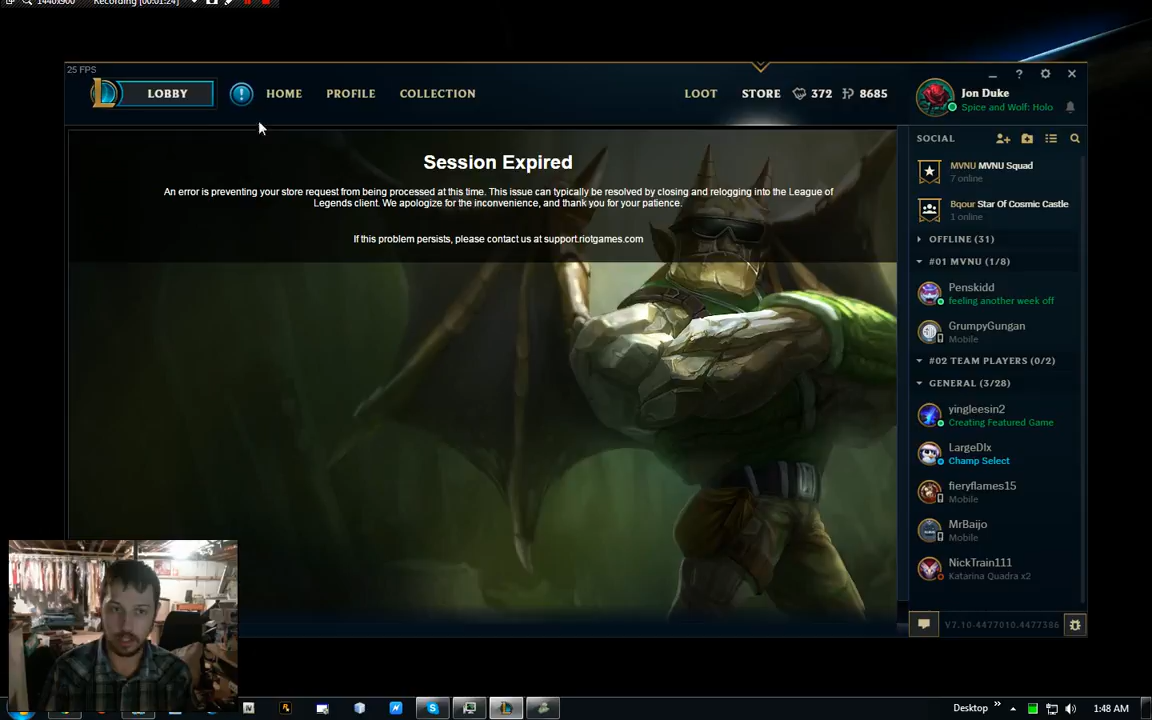 1440x900 Recording [00:01:24]
25 FPS
LOBBY HOME PROFILE COLLECTION LOOT STORE 372 8685
Jon Duke
Spice and Wolf: Holo
SOCIAL
Session Expired
An error is preventing your store request from being processed at this time. This issue can typically be resolved by closing and relogging into the League of
Legends client. We apologize for the inconvenience, and thank you for your patience.
If this problem persists, please contact us at support.riotgames.com
MVNU MVNU Squad
7 online
Bqour Star Of Cosmic Castle
1 online
OFFLINE (31)
#01 MVNU (1/8)
Penskidd
feeling another week off
GrumpyGungan
Mobile
#02 TEAM PLAYERS (0/2)
GENERAL (3/28)
yingleesin2
Creating Featured Game
LargeDIx
Champ Select
fieryflames15
Mobile
MrBaijo
Mobile
NickTrain111
Katarina Quadra x2
V7.10.4477010.4477386
Desktop » 1:48 AM